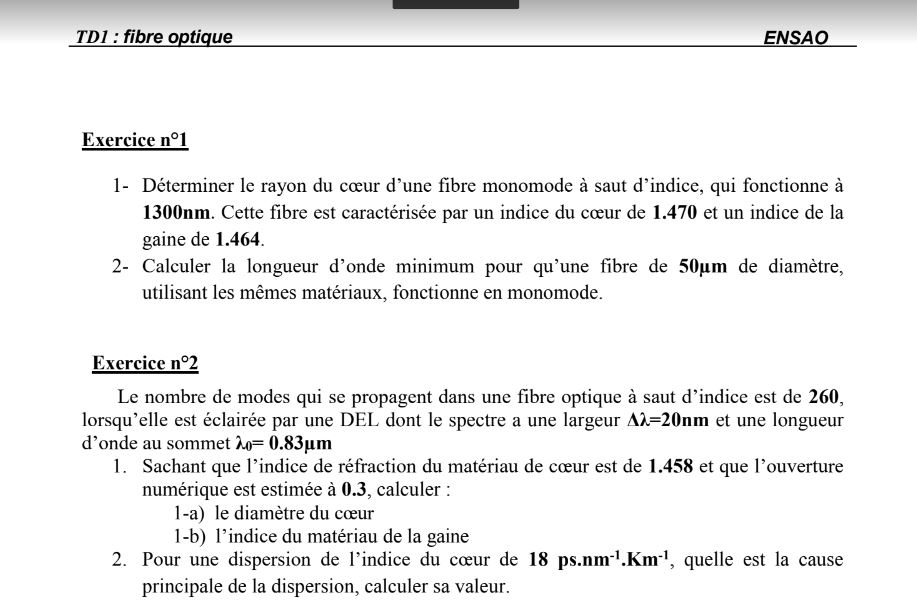 TD1 : fibre optique ENSAO
Exercice n°1
1- Déterminer le rayon du cœur d’une fibre monomode à saut d’indice, qui fonctionne à
1300nm. Cette fibre est caractérisée par un indice du cœur de 1.470 et un indice de la
gaine de 1.464.
2- Calculer la longueur d’onde minimum pour qu’une fibre de 50µm de diamètre,
utilisant les mêmes matériaux, fonctionne en monomode.
Exercice n°2
Le nombre de modes qui se propagent dans une fibre optique à saut d’indice est de 260,
lorsqu’elle est éclairée par une DEL dont le spectre a une largeur Δλ=20nm et une longueur
d’onde au sommet λ₀= 0.83µm
1. Sachant que l’indice de réfraction du matériau de cœur est de 1.458 et que l’ouverture
numérique est estimée à 0.3, calculer :
1-a) le diamètre du cœur
1-b) l’indice du matériau de la gaine
2. Pour une dispersion de l’indice du cœur de 18 ps.nm⁻¹.Km⁻¹, quelle est la cause
principale de la dispersion, calculer sa valeur.